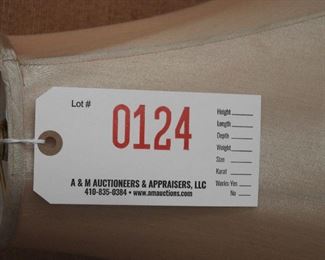 Lot #
0124
Height
Length
Depth
Weight
Size
Karat
Works: Yes
No
A & M AUCTIONEERS & APPRAISERS, LLC
410-835-0384 • www.amauctions.com